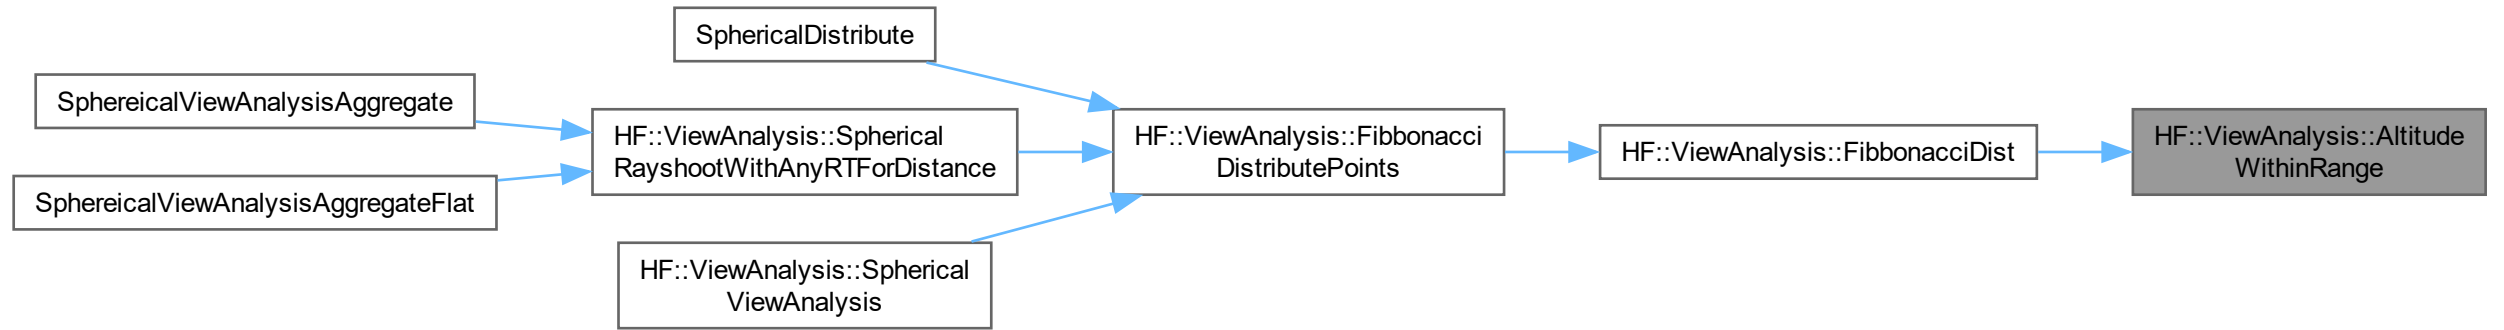 SphericalDistribute
SphereicalViewAnalysisAggregate
SphereicalViewAnalysisAggregateFlat
HF::ViewAnalysis::Spherical
RayshootWithAnyRTForDistance
HF::ViewAnalysis::Spherical
ViewAnalysis
HF::ViewAnalysis::Fibbonacci
DistributePoints
HF::ViewAnalysis::FibbonacciDist
HF::ViewAnalysis::Altitude
WithinRange